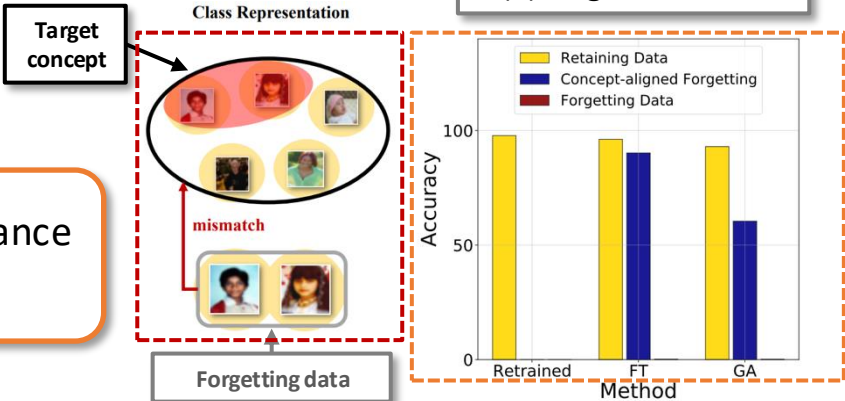 Class Representation
Target
concept
mismatch
Forgetting data
Retaining Data
Concept-aligned Forgetting
Forgetting Data
100
50
0
Accuracy
Retrained
FT
GA
Method